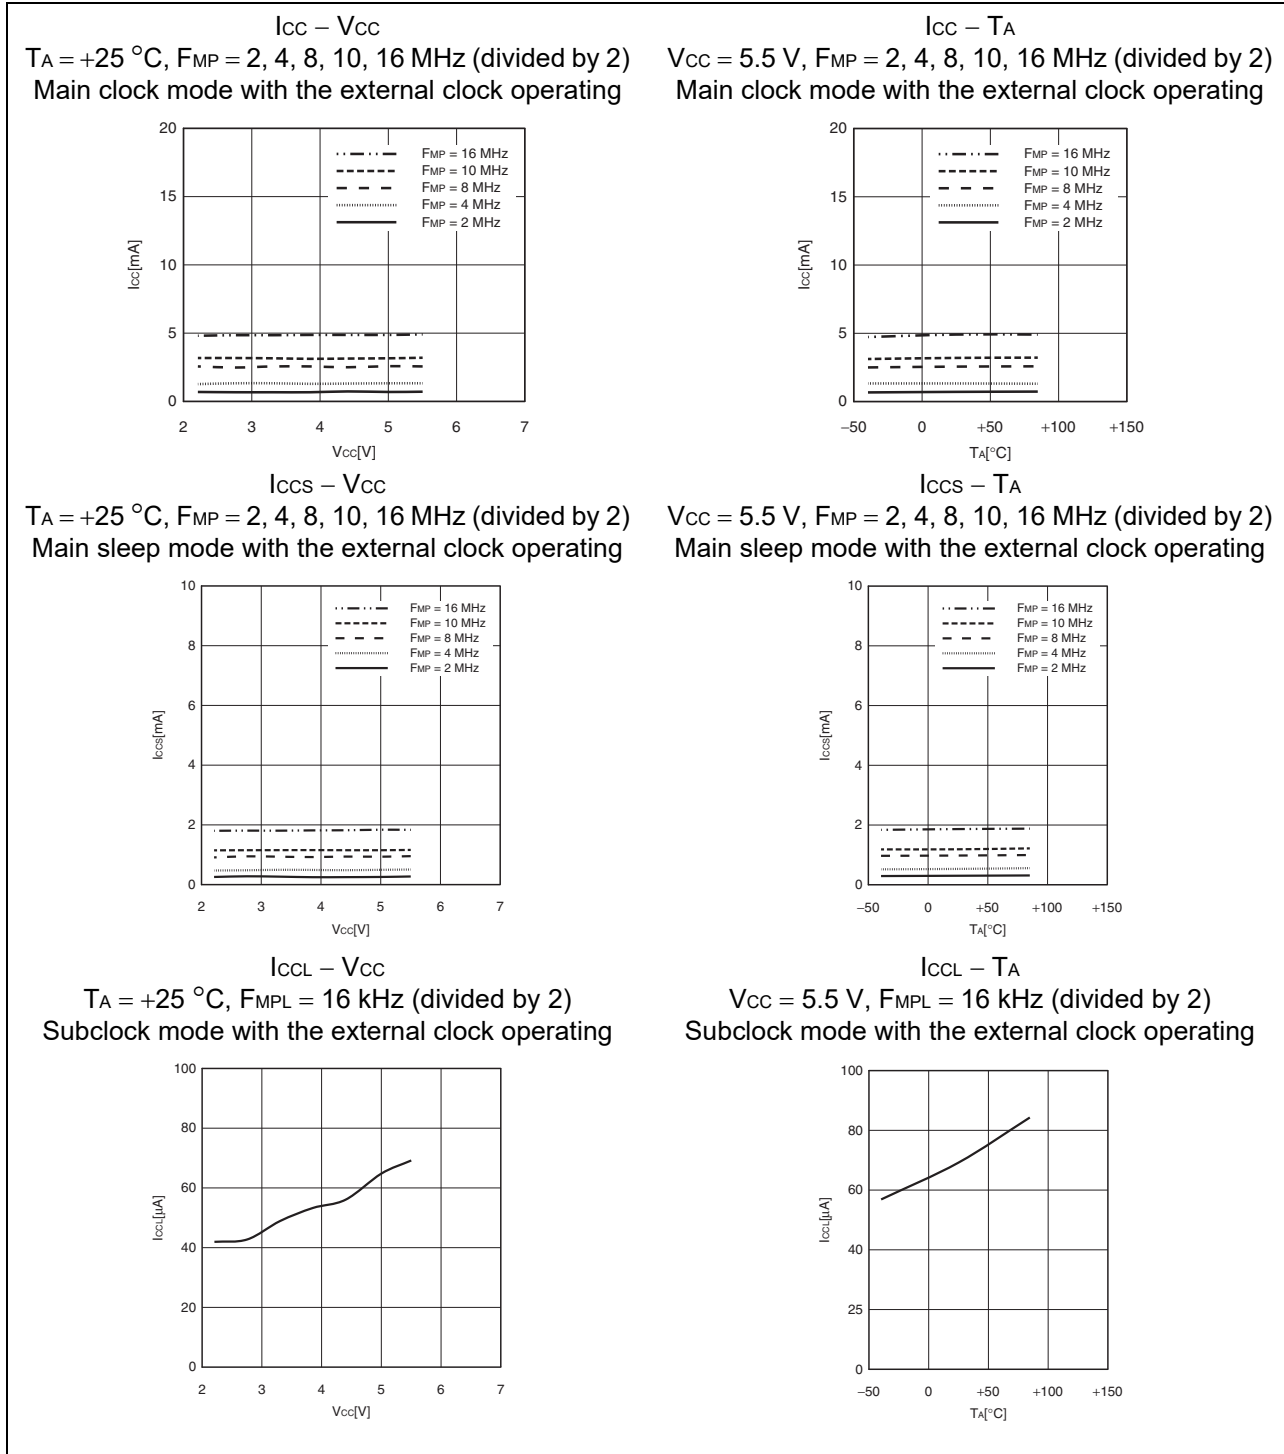 ICC − VCC
TA = +25 °C, FMP = 2, 4, 8, 10, 16 MHz (divided by 2)
Main clock mode with the external clock operating
20
15
10
5
0
ICC[mA]
FMP = 16 MHz
FMP = 10 MHz
FMP = 8 MHz
FMP = 4 MHz
FMP = 2 MHz
2 3 4 5 6 7
VCC[V]
ICC − TA
VCC = 5.5 V, FMP = 2, 4, 8, 10, 16 MHz (divided by 2)
Main clock mode with the external clock operating
20
15
10
5
0
ICC[mA]
FMP = 16 MHz
FMP = 10 MHz
FMP = 8 MHz
FMP = 4 MHz
FMP = 2 MHz
−50 0 +50 +100 +150
TA[°C]
ICCS − VCC
TA = +25 °C, FMP = 2, 4, 8, 10, 16 MHz (divided by 2)
Main sleep mode with the external clock operating
10
8
6
4
2
0
ICCS[mA]
FMP = 16 MHz
FMP = 10 MHz
FMP = 8 MHz
FMP = 4 MHz
FMP = 2 MHz
2 3 4 5 6 7
VCC[V]
ICCS − TA
VCC = 5.5 V, FMP = 2, 4, 8, 10, 16 MHz (divided by 2)
Main sleep mode with the external clock operating
10
8
6
4
2
0
ICCS[mA]
FMP = 16 MHz
FMP = 10 MHz
FMP = 8 MHz
FMP = 4 MHz
FMP = 2 MHz
−50 0 +50 +100 +150
TA[°C]
ICCL − VCC
TA = +25 °C, FMPL = 16 kHz (divided by 2)
Subclock mode with the external clock operating
100
80
60
40
20
0
ICCL[µA]
2 3 4 5 6 7
VCC[V]
ICCL − TA
VCC = 5.5 V, FMPL = 16 kHz (divided by 2)
Subclock mode with the external clock operating
100
80
60
40
25
0
ICCL[µA]
−50 0 +50 +100 +150
TA[°C]